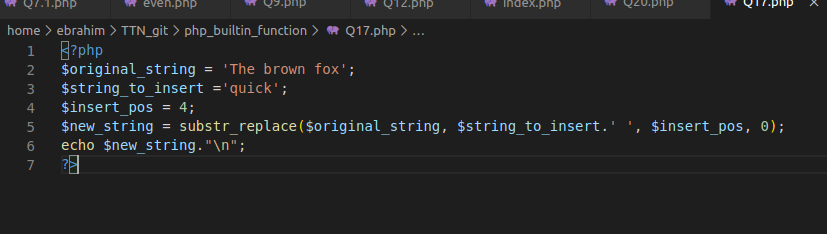 Q7.1.php even.php Q9.php Q12.php index.php Q20.php Q17.php
home > ebrahim > TTN_git > php_builtin_function > Q17.php > ...
1 <?php
2 $original_string = 'The brown fox';
3 $string_to_insert ='quick';
4 $insert_pos = 4;
5 $new_string = substr_replace($original_string, $string_to_insert.' ', $insert_pos, 0);
6 echo $new_string."\n";
7 ?>